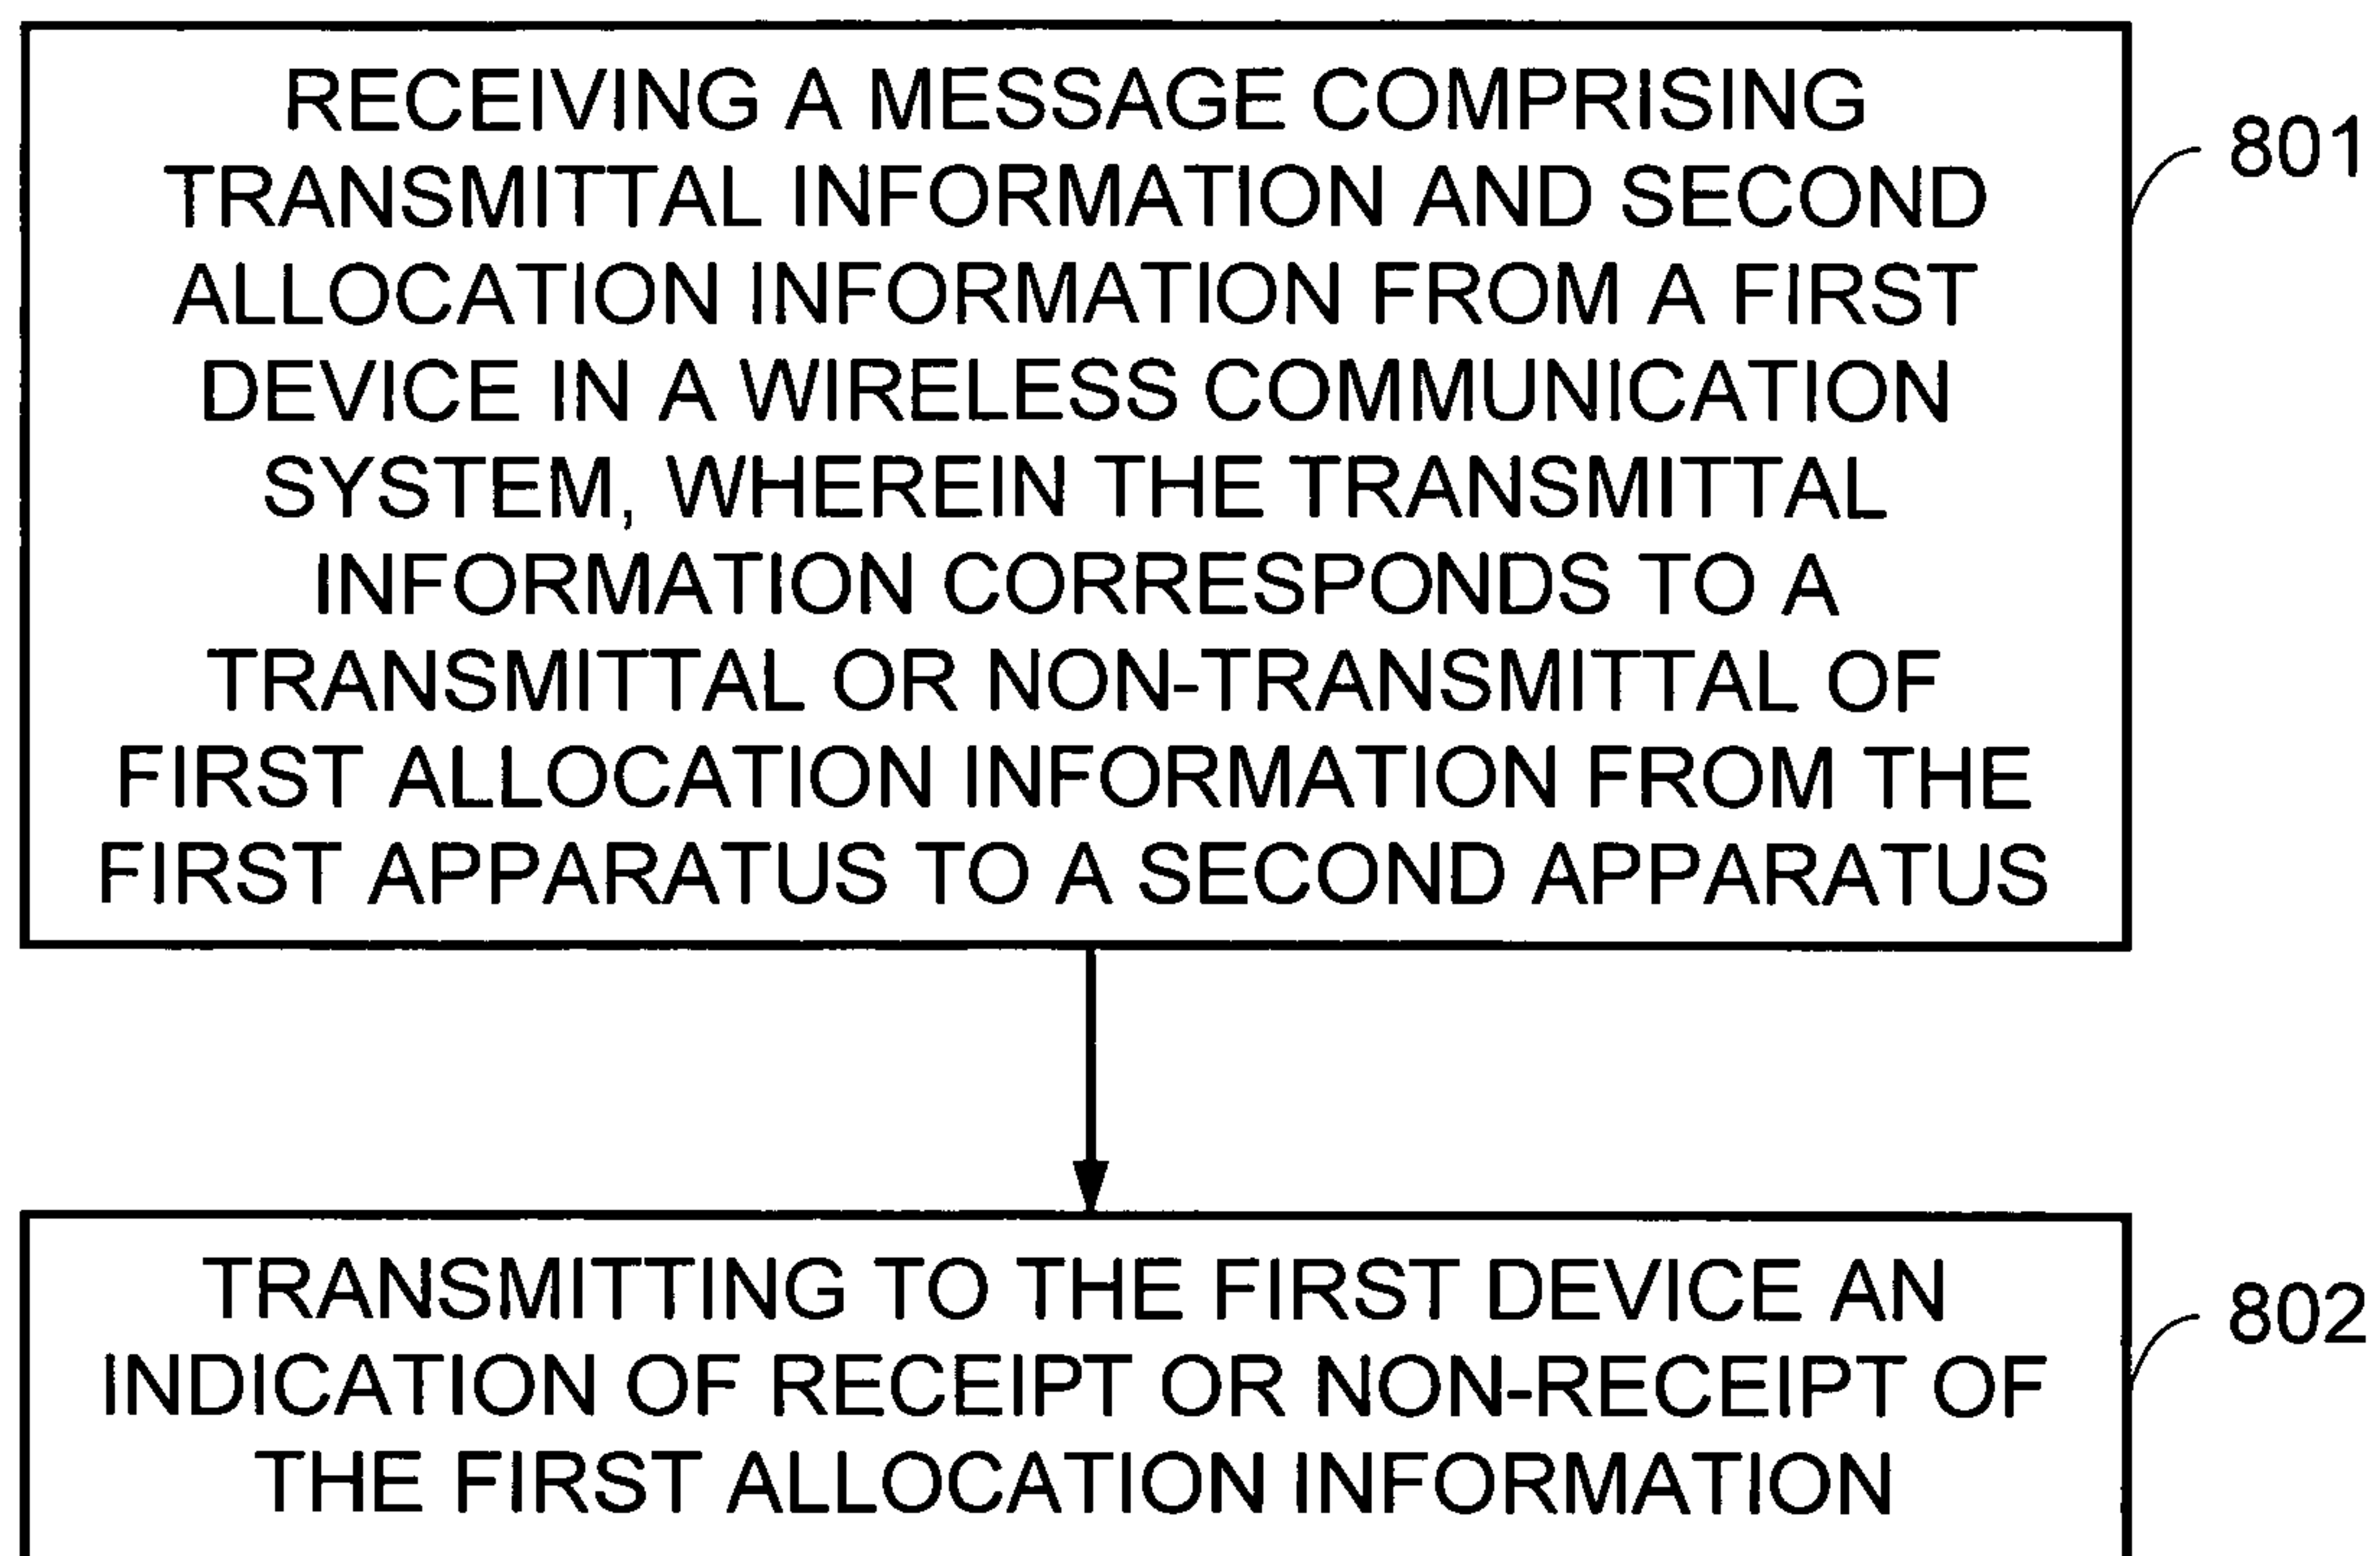 RECEIVING A MESSAGE COMPRISING
TRANSMITTAL INFORMATION AND SECOND
ALLOCATION INFORMATION FROM A FIRST
DEVICE IN A WIRELESS COMMUNICATION
SYSTEM, WHEREIN THE TRANSMITTAL
INFORMATION CORRESPONDS TO A
TRANSMITTAL OR NON-TRANSMITTAL OF
FIRST ALLOCATION INFORMATION FROM THE
FIRST APPARATUS TO A SECOND APPARATUS
801
TRANSMITTING TO THE FIRST DEVICE AN
INDICATION OF RECEIPT OR NON-RECEIPT OF
THE FIRST ALLOCATION INFORMATION
802